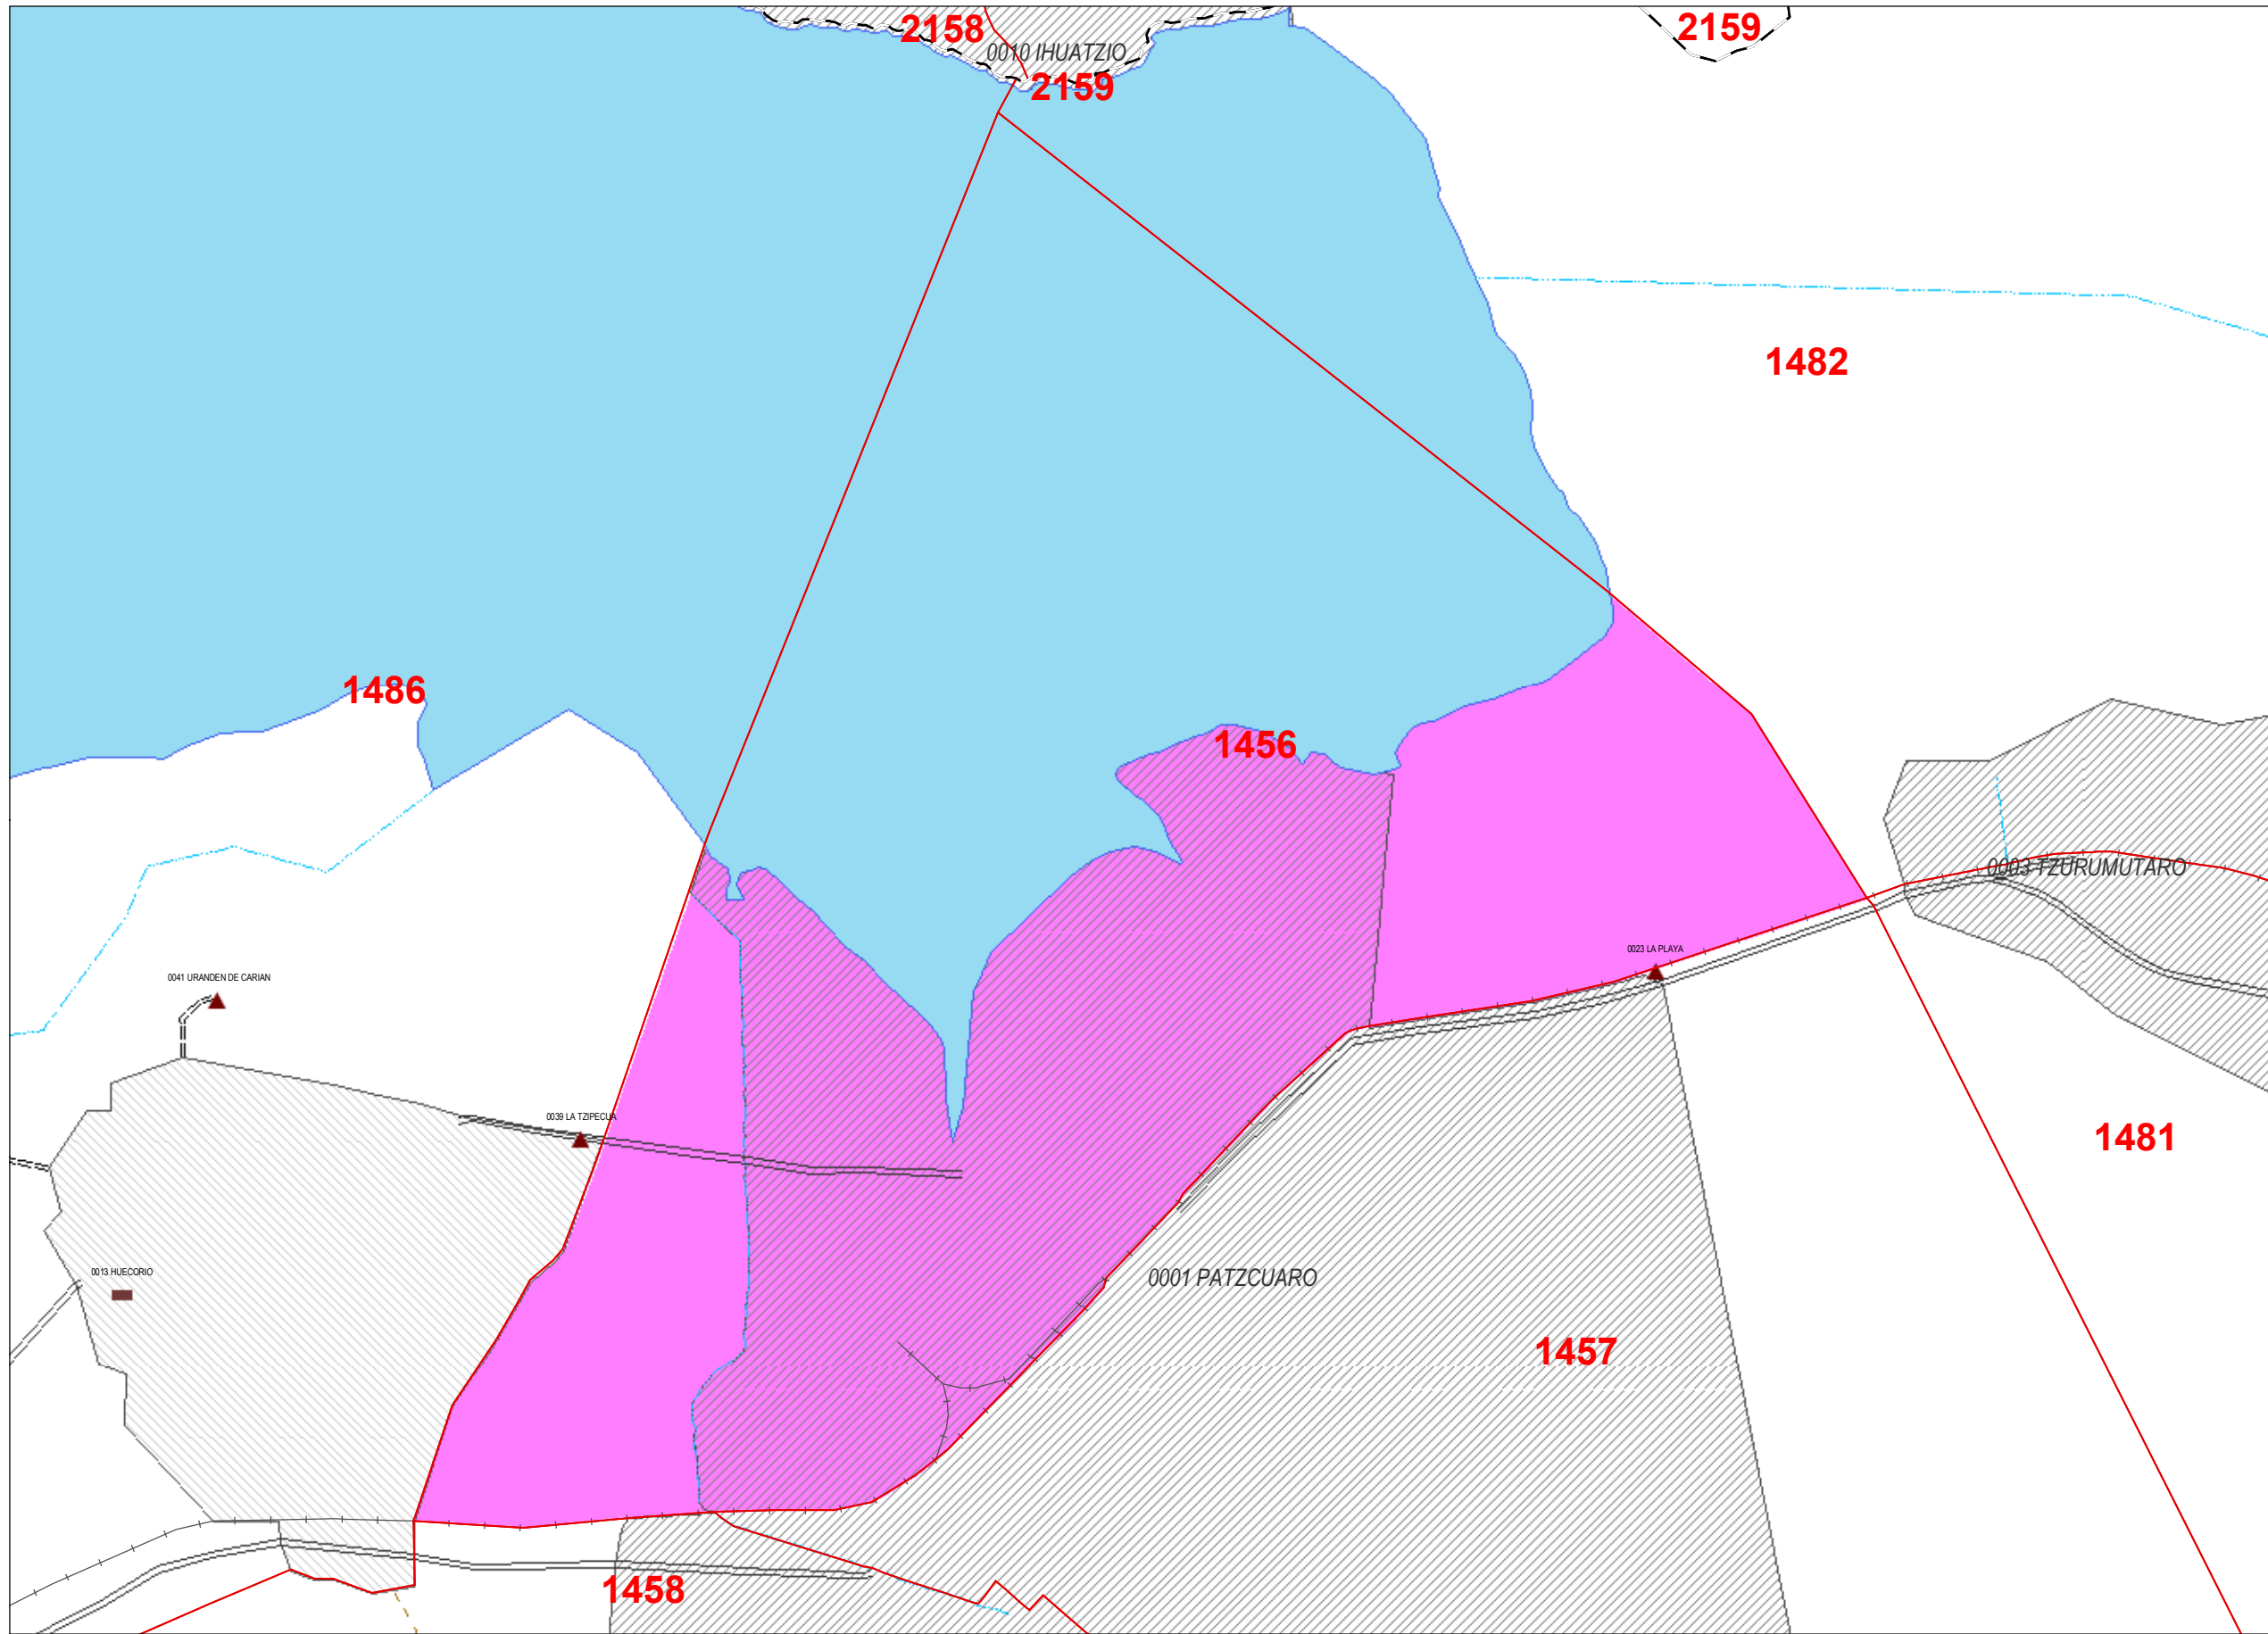 2158
2159
0010 IHUATZIO
2159
1482
1486
1456
0003 TZURUMUTARO
0023 LA PLAYA
0041 URANDEN DE CARIAN
0039 LA TZIPECUA
1481
0013 HUECORIO
0001 PATZCUARO
1457
1458